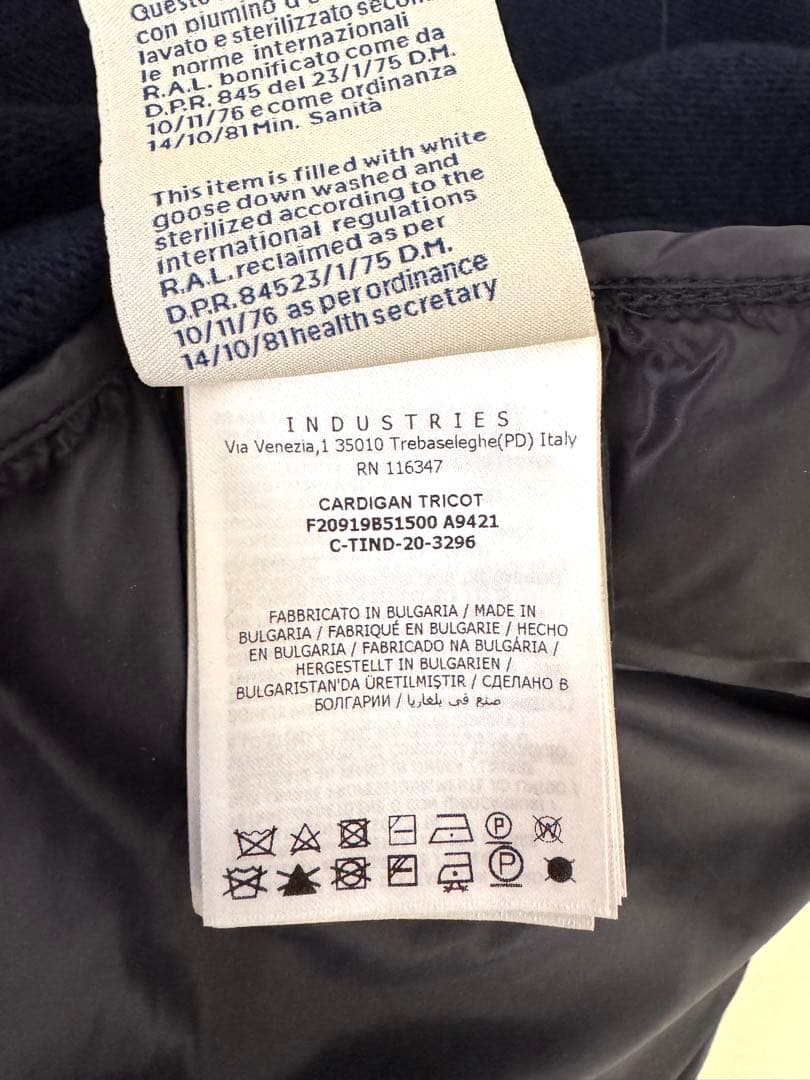 Questo
con piumino d'
lavato e sterilizzato secon
le norme internazionali
R.A.L. bonificato come da
D.P.R. 845 del 23/1/75 D.M.
10/11/76 e come ordinanza
14/10/81 Min. Sanità
This item is filled with white
goose down washed and
sterilized according to the
international regulations
R.A.L. reclaimed as per
D.P.R. 84523/1/75 D.M.
10/11/76 as per ordinance
14/10/81 health secretary
INDUSTRIES
Via Venezia,1 35010 Trebaseleghe(PD) Italy
RN 116347
CARDIGAN TRICOT
F20919B51500 A9421
C-TIND-20-3296
FABBRICATO IN BULGARIA / MADE IN
BULGARIA / FABRIQUÉ EN BULGARIE / HECHO
EN BULGARIA / FABRICADO NA BULGÁRIA /
HERGESTELLT IN BULGARIEN /
BULGARISTAN'DA ÜRETILMIŞTIR / СДЕЛАНО В
БОЛГАРИИ / صنع في بلغاريا
P W
P